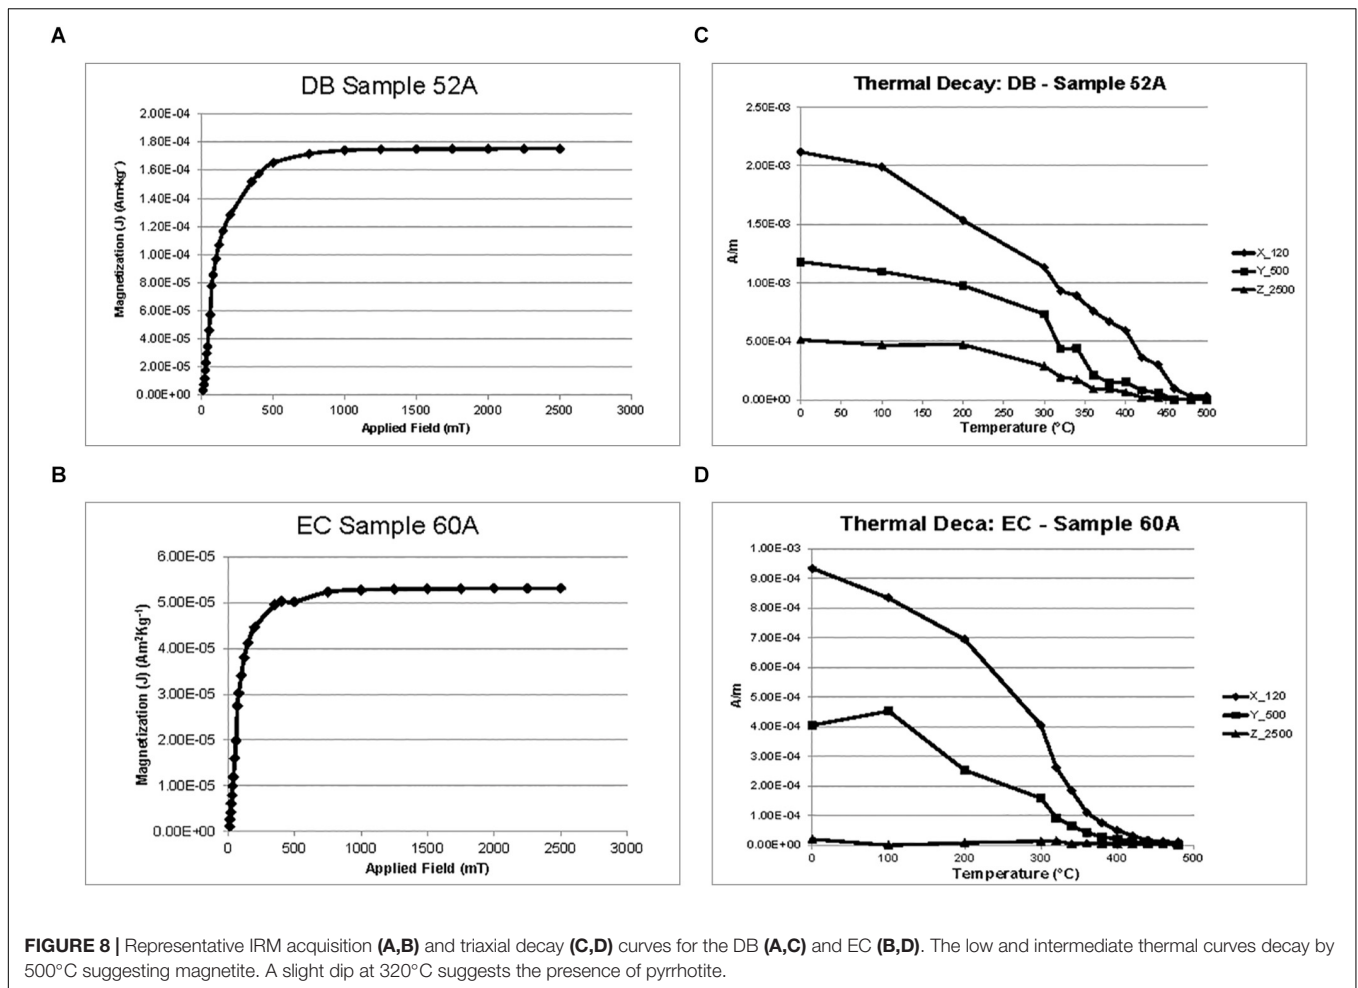 A
DB Sample 52A
Magnetization (J) (Am·kg⁻)
2.00E-04
1.80E-04
1.60E-04
1.40E-04
1.20E-04
1.00E-04
8.00E-05
6.00E-05
4.00E-05
2.00E-05
0.00E+00
0 500 1000 1500 2000 2500 3000
Applied Field (mT)
C
Thermal Decay: DB - Sample 52A
A/m
2.50E-03
2.00E-03
1.50E-03
1.00E-03
5.00E-04
0.00E+00
0 50 100 150 200 250 300 350 400 450 500
Temperature (°C)
X_120
Y_500
Z_2500
B
EC Sample 60A
Magnetization (J) (Am²Kg⁻¹)
6.00E-05
5.00E-05
4.00E-05
3.00E-05
2.00E-05
1.00E-05
0.00E+00
0 500 1000 1500 2000 2500 3000
Applied Field (mT)
D
Thermal Deca: EC - Sample 60A
A/m
1.00E-03
9.00E-04
8.00E-04
7.00E-04
6.00E-04
5.00E-04
4.00E-04
3.00E-04
2.00E-04
1.00E-04
0.00E+00
0 100 200 300 400 500
Temperature (°C)
X_120
Y_500
Z_2500
FIGURE 8 | Representative IRM acquisition (A,B) and triaxial decay (C,D) curves for the DB (A,C) and EC (B,D). The low and intermediate thermal curves decay by
500°C suggesting magnetite. A slight dip at 320°C suggests the presence of pyrrhotite.